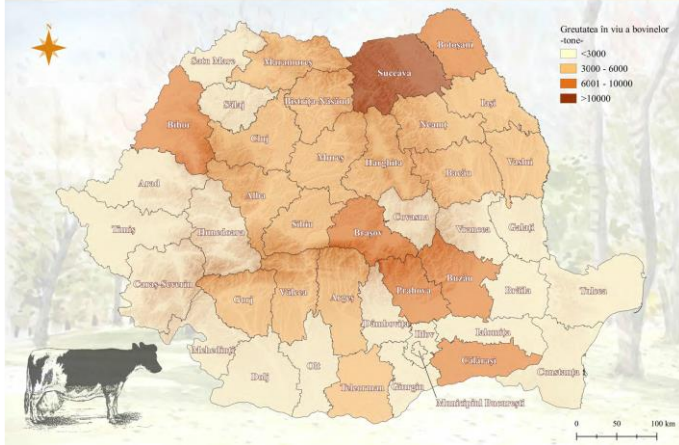 Greutatea în viu a bovinelor
-tone-
<3000
3000 - 6000
6001 - 10000
>10000
Satu Mare
Maramureș
Suceava
Botoșani
Sălaj
Bistrița-Năsăud
Iași
Bihor
Cluj
Neamț
Mureș
Harghita
Bacău
Vaslui
Arad
Alba
Sibiu
Brașov
Covasna
Vrancea
Galați
Timiș
Hunedoara
Caraș-Severin
Gorj
Vâlcea
Argeș
Prahova
Buzău
Brăila
Tulcea
Dâmbovița
Ilfov
Ialomița
Mehedinți
Dolj
Olt
Teleorman
Giurgiu
Călărași
Constanța
Municipiul București
0 50 100 km